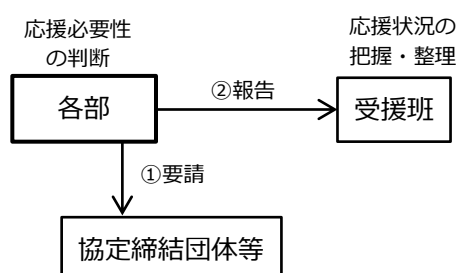 応援必要性
の判断
応援状況の
把握・整理
各部
②報告
受援班
①要請
協定締結団体等